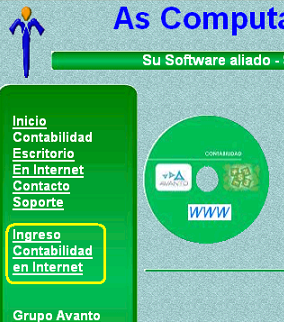 As Computa
Su Software aliado -
Inicio
Contabilidad
Escritorio
En Internet
Contacto
Soporte
Ingreso
Contabilidad
en Internet
Grupo Avanto
CONTABILIDAD
AVANTO
WWW